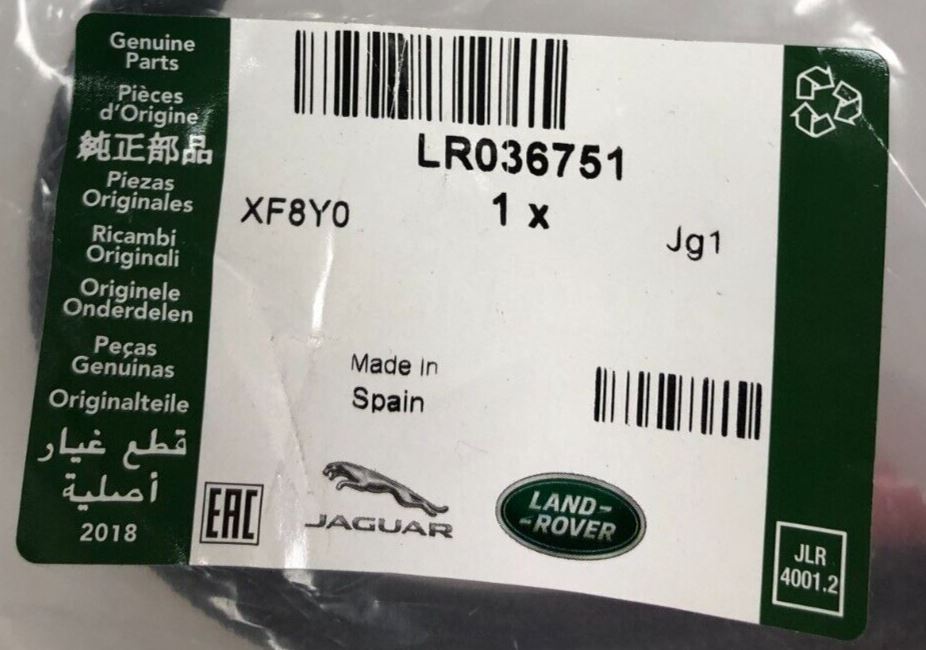 Genuine
Parts
Pièces
d'Origine
純正部品
Piezas
Originales
Ricambi
Originali
Originele
Onderdelen
Peças
Genuinas
Originalteile
قطع غيار
أصلية
2018
LR036751
XF8Y0
1 x
Jg1
Made in
Spain
EAC
JAGUAR
LAND-
-ROVER
JLR
4001.2